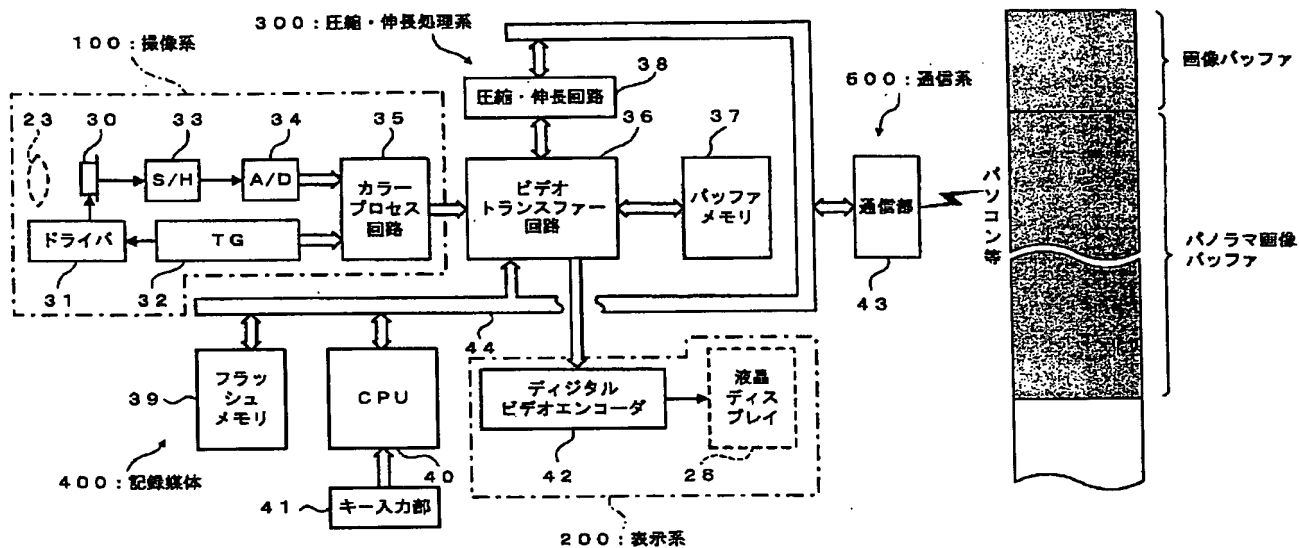 ３００：圧縮・伸長処理系
１００：撮像系
３８
圧縮・伸長回路
５００：通信系
画像バッファ
２３
３０
３３
３４
３５
３６
３７
S/H
A/D
カラー
プロセス
回路
ビデオ
トランスファー
回路
バッファ
メモリ
通信部
パソコン等
ドライバ
ＴＧ
パノラマ画像
バッファ
３１
３２
４３
４４
３９
フラッ
シュ
メモリ
ＣＰＵ
ディジタル
ビデオエンコーダ
液晶
ディス
プレイ
４００：記録媒体
４０
４２
２６
４１
キー入力部
２００：表示系